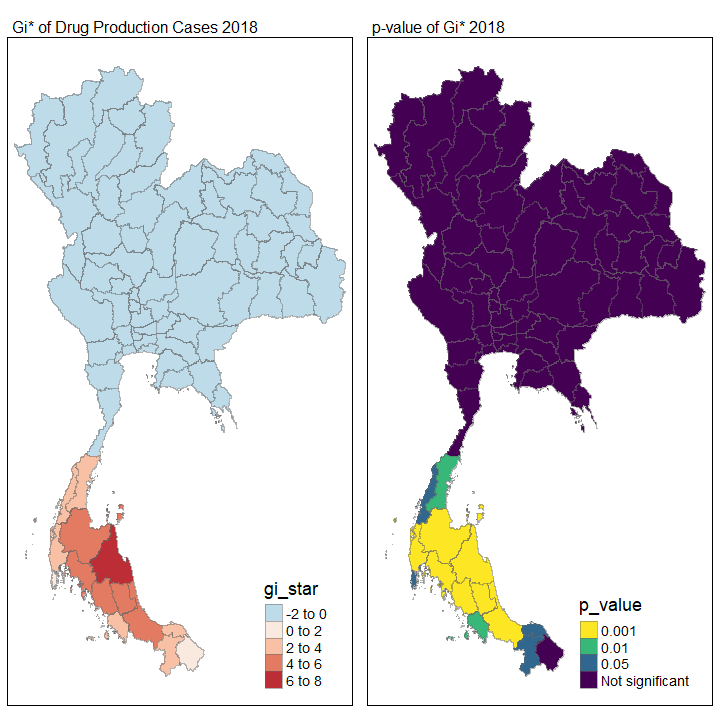 Gi* of Drug Production Cases 2018
p-value of Gi* 2018
gi_star
-2 to 0
0 to 2
2 to 4
4 to 6
6 to 8
p_value
0.001
0.01
0.05
Not significant